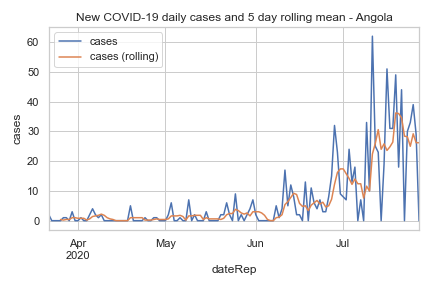 New COVID-19 daily cases and 5 day rolling mean - Angola
cases
cases (rolling)
60
50
40
30
20
10
0
cases
Apr
2020
May
Jun
Jul
dateRep